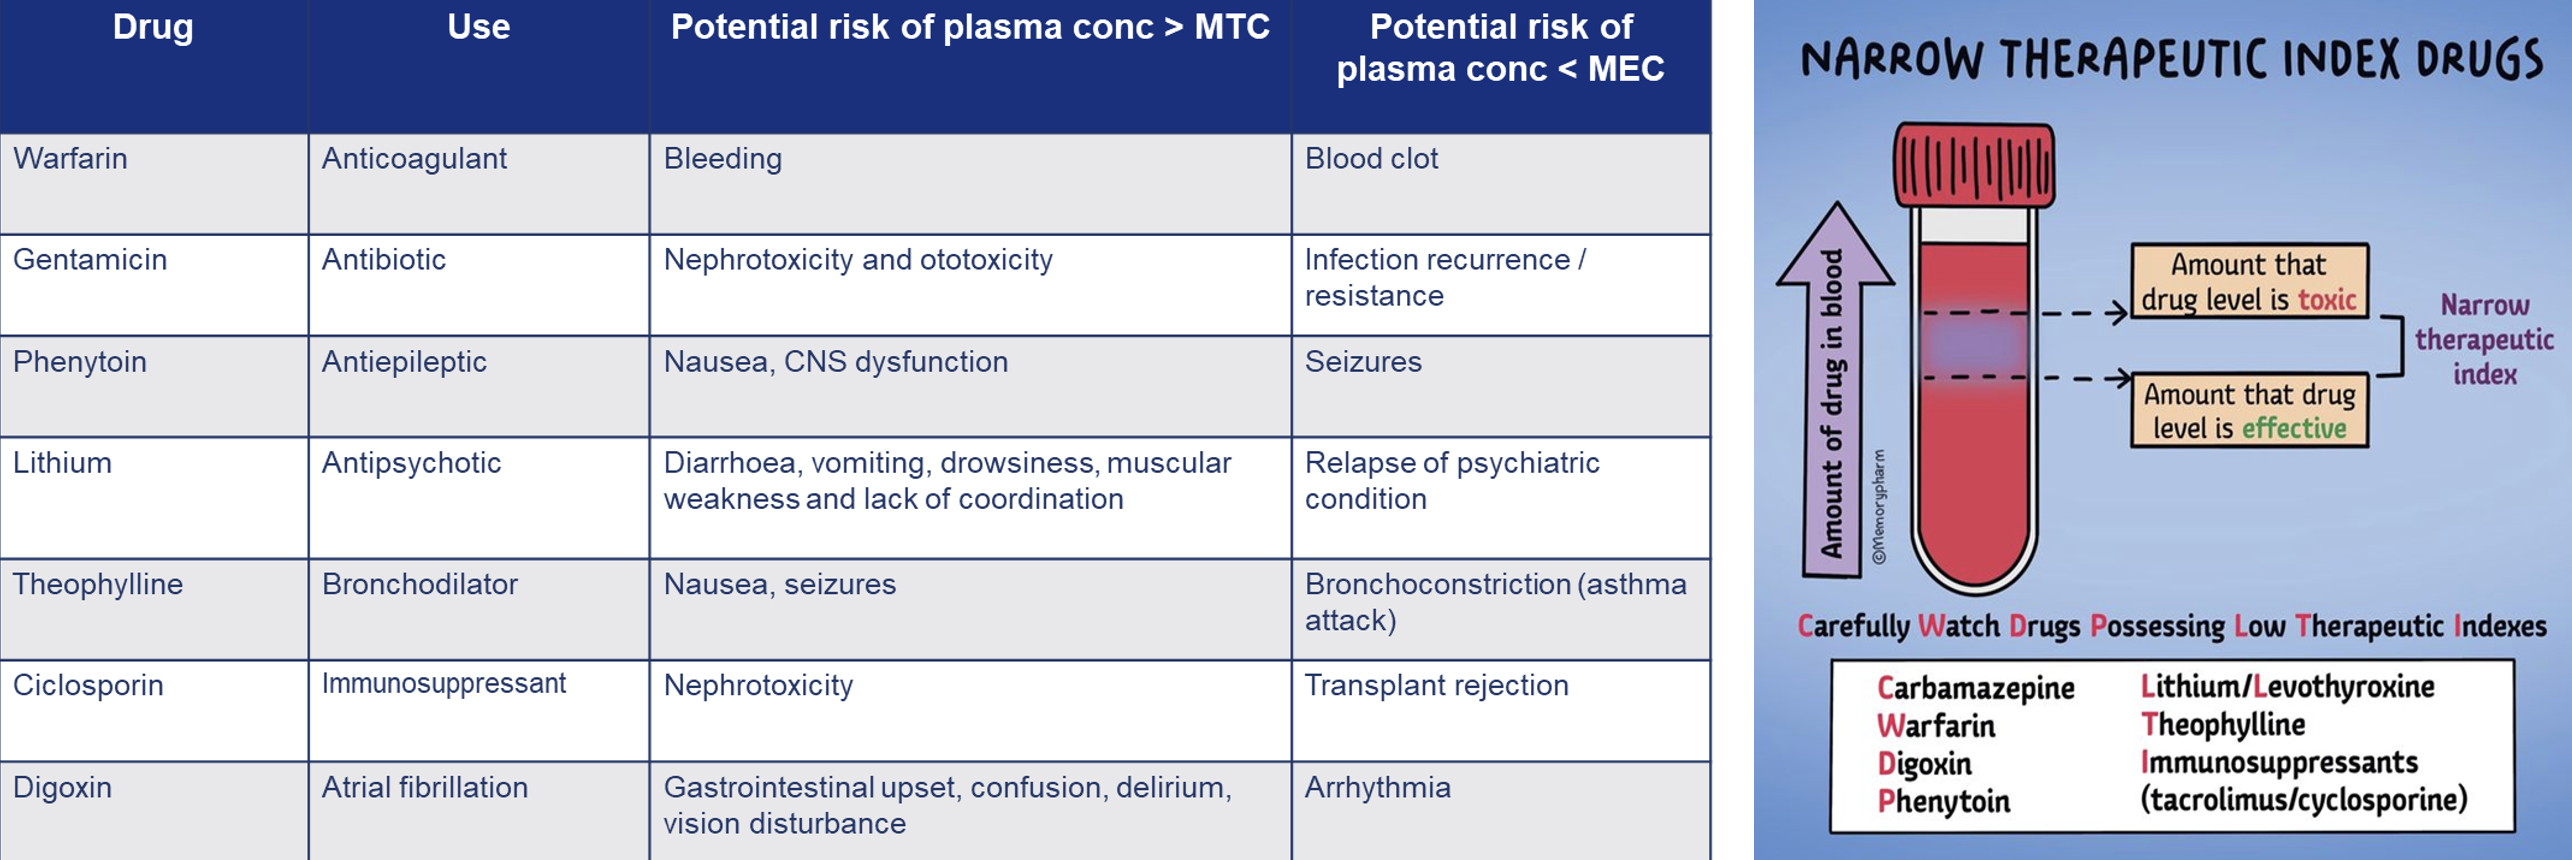 Drug
Use
Potential risk of plasma conc > MTC
Potential risk of
plasma conc < MEC
Warfarin
Anticoagulant
Bleeding
Blood clot
Gentamicin
Antibiotic
Nephrotoxicity and ototoxicity
Infection recurrence /
resistance
Phenytoin
Antiepileptic
Nausea, CNS dysfunction
Seizures
Lithium
Antipsychotic
Diarrhoea, vomiting, drowsiness, muscular
weakness and lack of coordination
Relapse of psychiatric
condition
Theophylline
Bronchodilator
Nausea, seizures
Bronchoconstriction (asthma
attack)
Ciclosporin
Immunosuppressant
Nephrotoxicity
Transplant rejection
Digoxin
Atrial fibrillation
Gastrointestinal upset, confusion, delirium,
vision disturbance
Arrhythmia
NARROW THERAPEUTIC INDEX DRUGS
Amount of drug in blood
©Memorypharm
Amount that
drug level is toxic
Amount that drug
level is effective
Narrow
therapeutic
index
Carefully Watch Drugs Possessing Low Therapeutic Indexes
Carbamazepine
Warfarin
Digoxin
Phenytoin
Lithium/Levothyroxine
Theophylline
Immunosuppressants
(tacrolimus/cyclosporine)